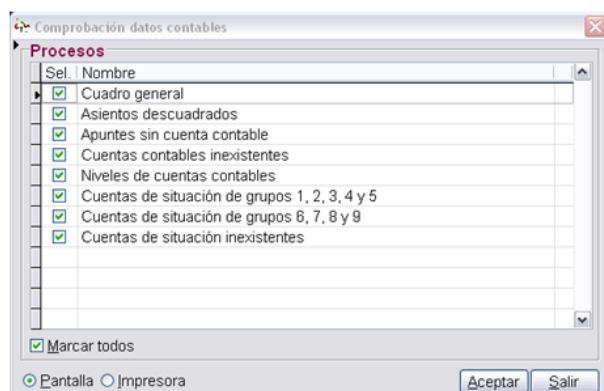 Comprobación datos contables
Procesos
Sel. Nombre
Cuadro general
Asientos descuadrados
Apuntes sin cuenta contable
Cuentas contables inexistentes
Niveles de cuentas contables
Cuentas de situación de grupos 1, 2, 3, 4 y 5
Cuentas de situación de grupos 6, 7, 8 y 9
Cuentas de situación inexistentes
Marcar todos
Pantalla Impresora Aceptar Salir